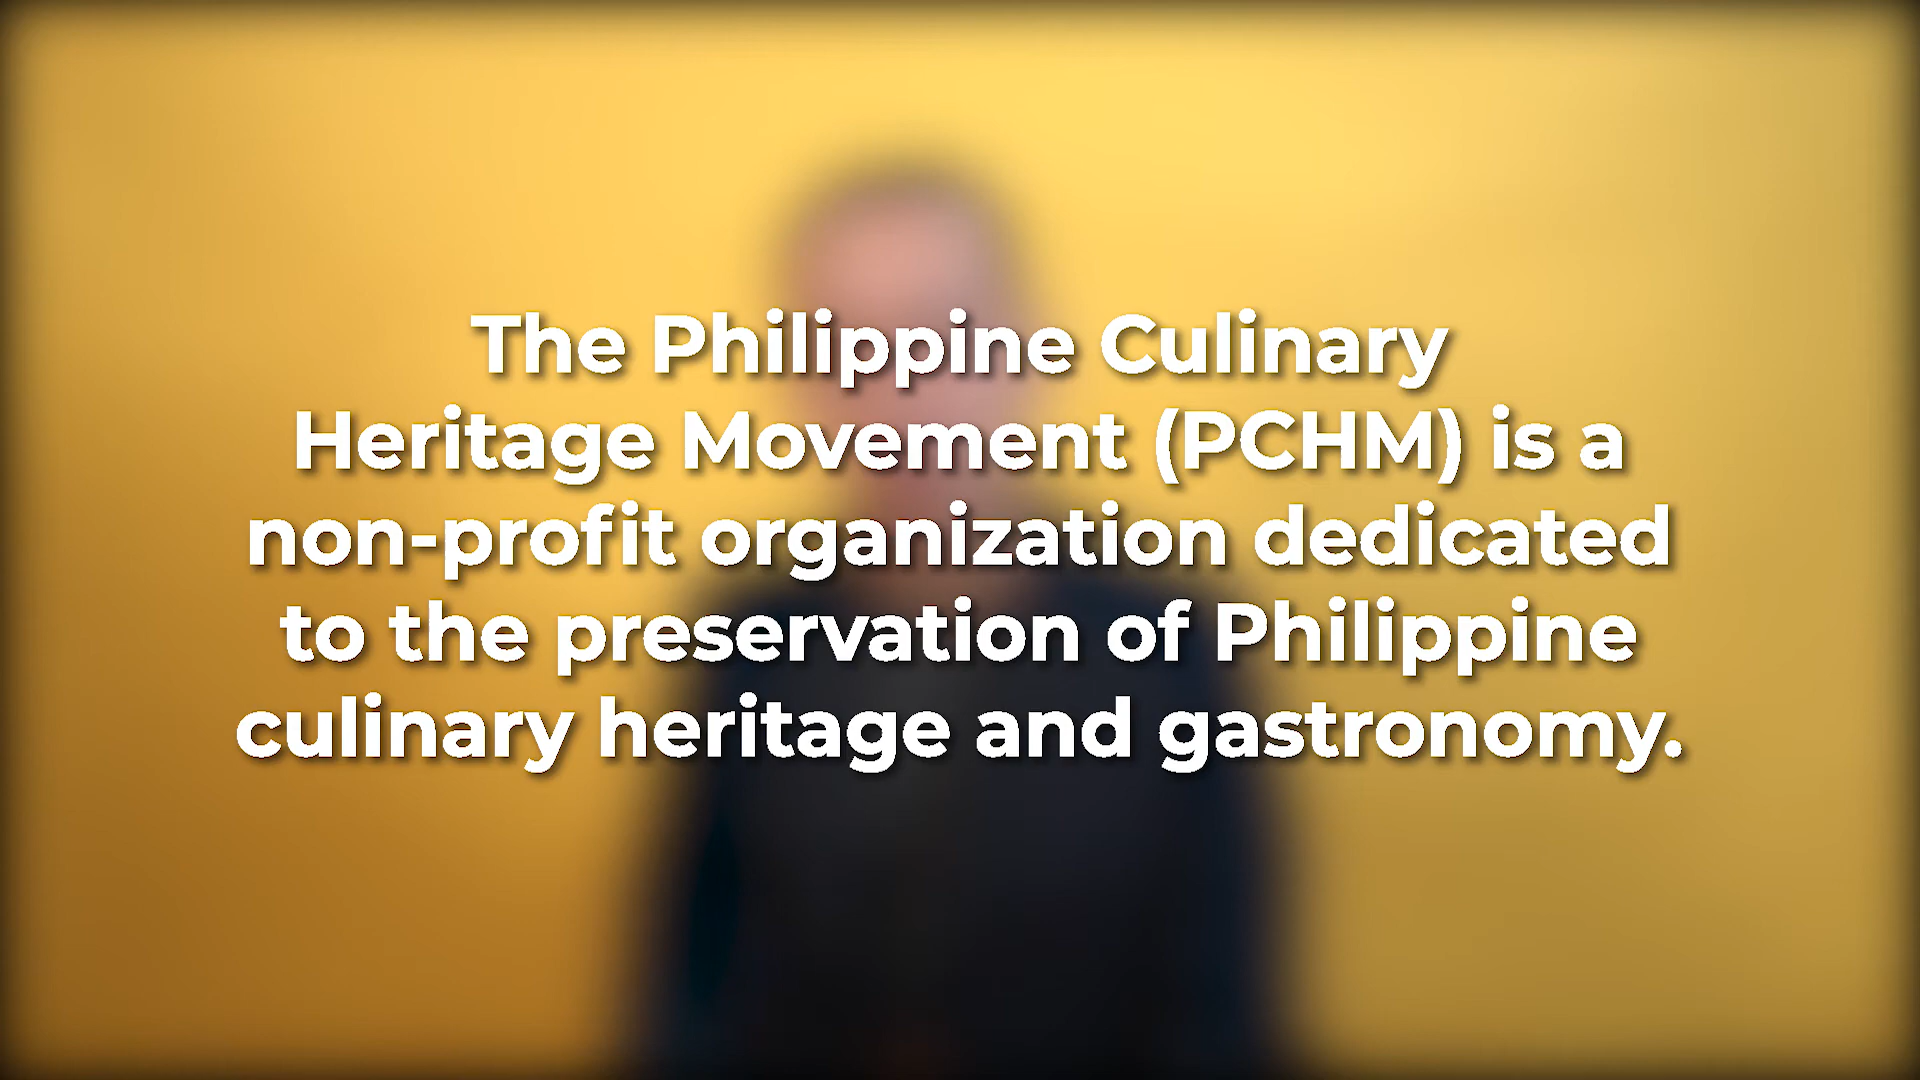 The Philippine Culinary
Heritage Movement (PCHM) is a
non-profit organization dedicated
to the preservation of Philippine
culinary heritage and gastronomy.